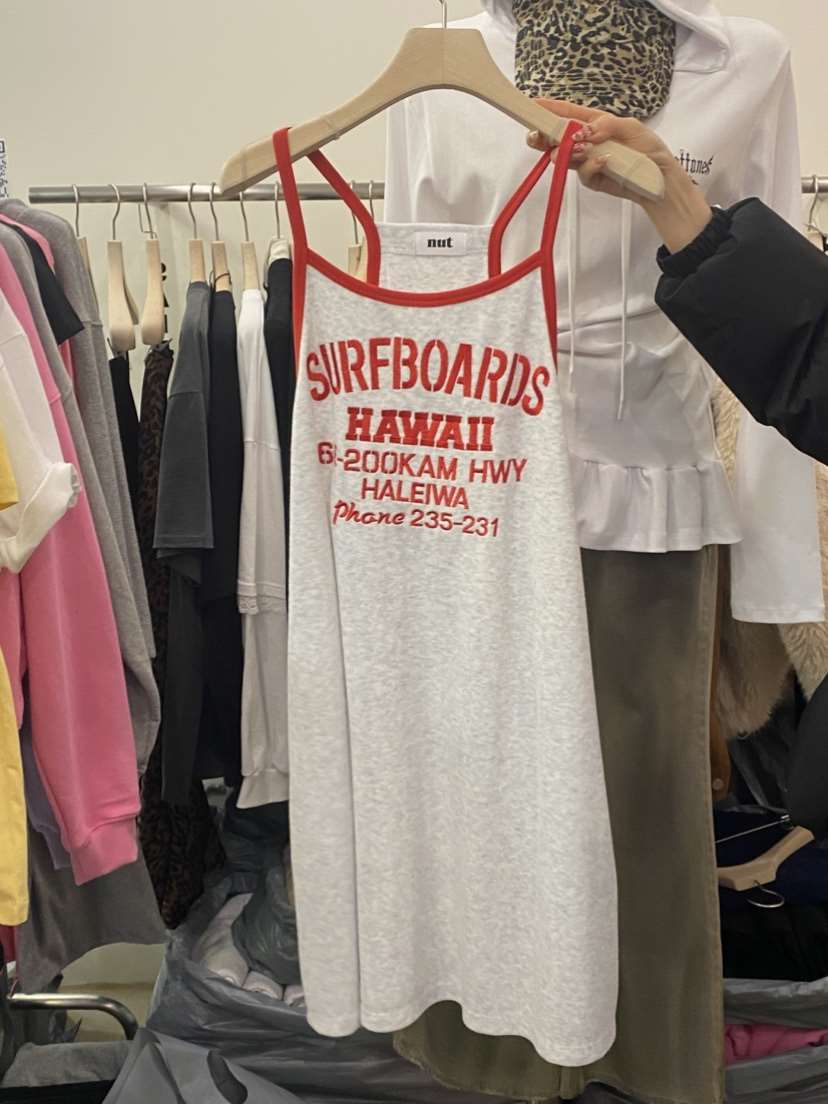 nut
SURFBOARDS
HAWAII
-200KAM HWY
HALEIWA
Phone 235-231